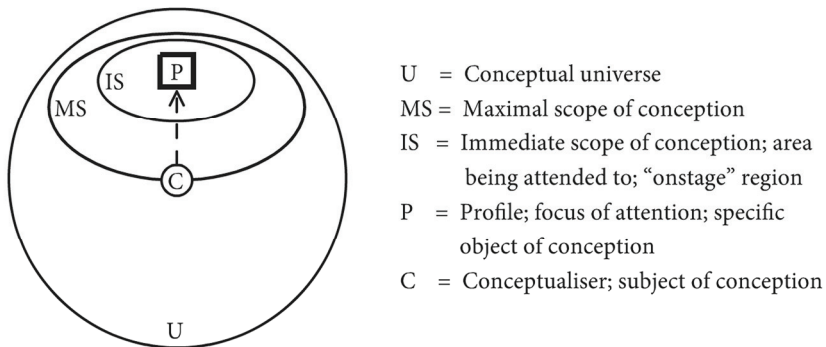 P
IS
MS
C
U
U = Conceptual universe
MS = Maximal scope of conception
IS = Immediate scope of conception; area
being attended to; “onstage” region
P = Profile; focus of attention; specific
object of conception
C = Conceptualiser; subject of conception